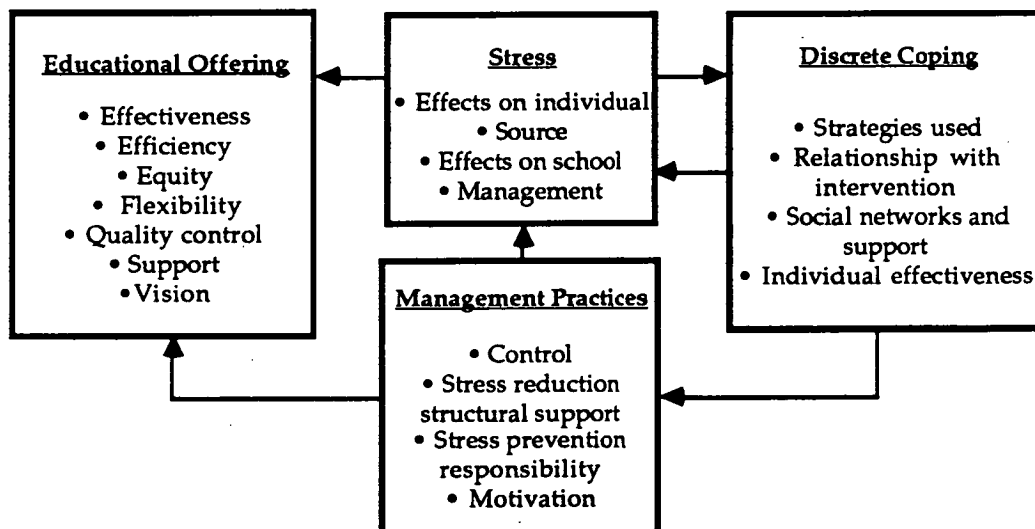 Educational Offering
• Effectiveness
• Efficiency
• Equity
• Flexibility
• Quality control
• Support
• Vision
Stress
• Effects on individual
• Source
• Effects on school
• Management
Discrete Coping
• Strategies used
• Relationship with
intervention
• Social networks and
support
• Individual effectiveness
Management Practices
• Control
• Stress reduction
structural support
• Stress prevention
responsibility
• Motivation